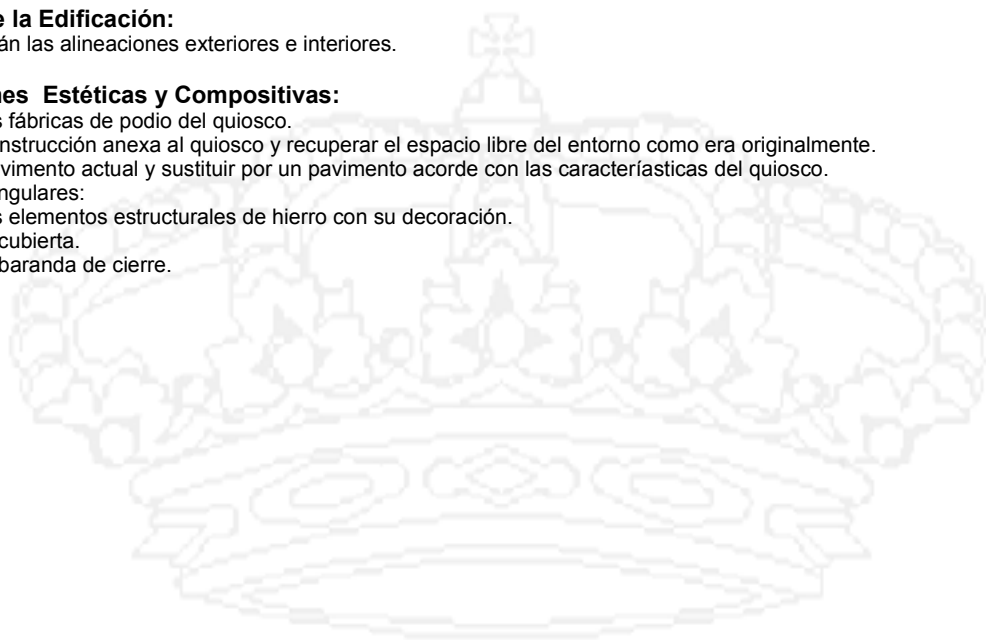 e la Edificación:
án las alineaciones exteriores e interiores.
nes Estéticas y Compositivas:
s fábricas de podio del quiosco.
nstrucción anexa al quiosco y recuperar el espacio libre del entorno como era originalmente.
vimento actual y sustituir por un pavimento acorde con las caracteríasticas del quiosco.
ngulares:
s elementos estructurales de hierro con su decoración.
cubierta.
baranda de cierre.